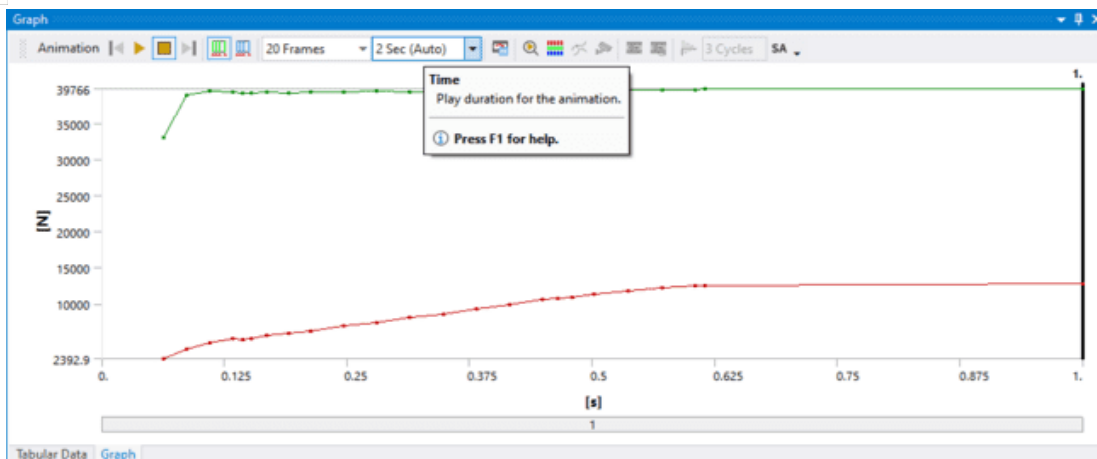 Graph
Animation 20 Frames 2 Sec (Auto) 3 Cycles SA
Time
Play duration for the animation.
Press F1 for help.
1.
39766
35000
30000
25000
20000
15000
10000
2392.9
[N]
0. 0.125 0.25 0.375 0.5 0.625 0.75 0.875 1.
[s]
1
Tabular Data Graph